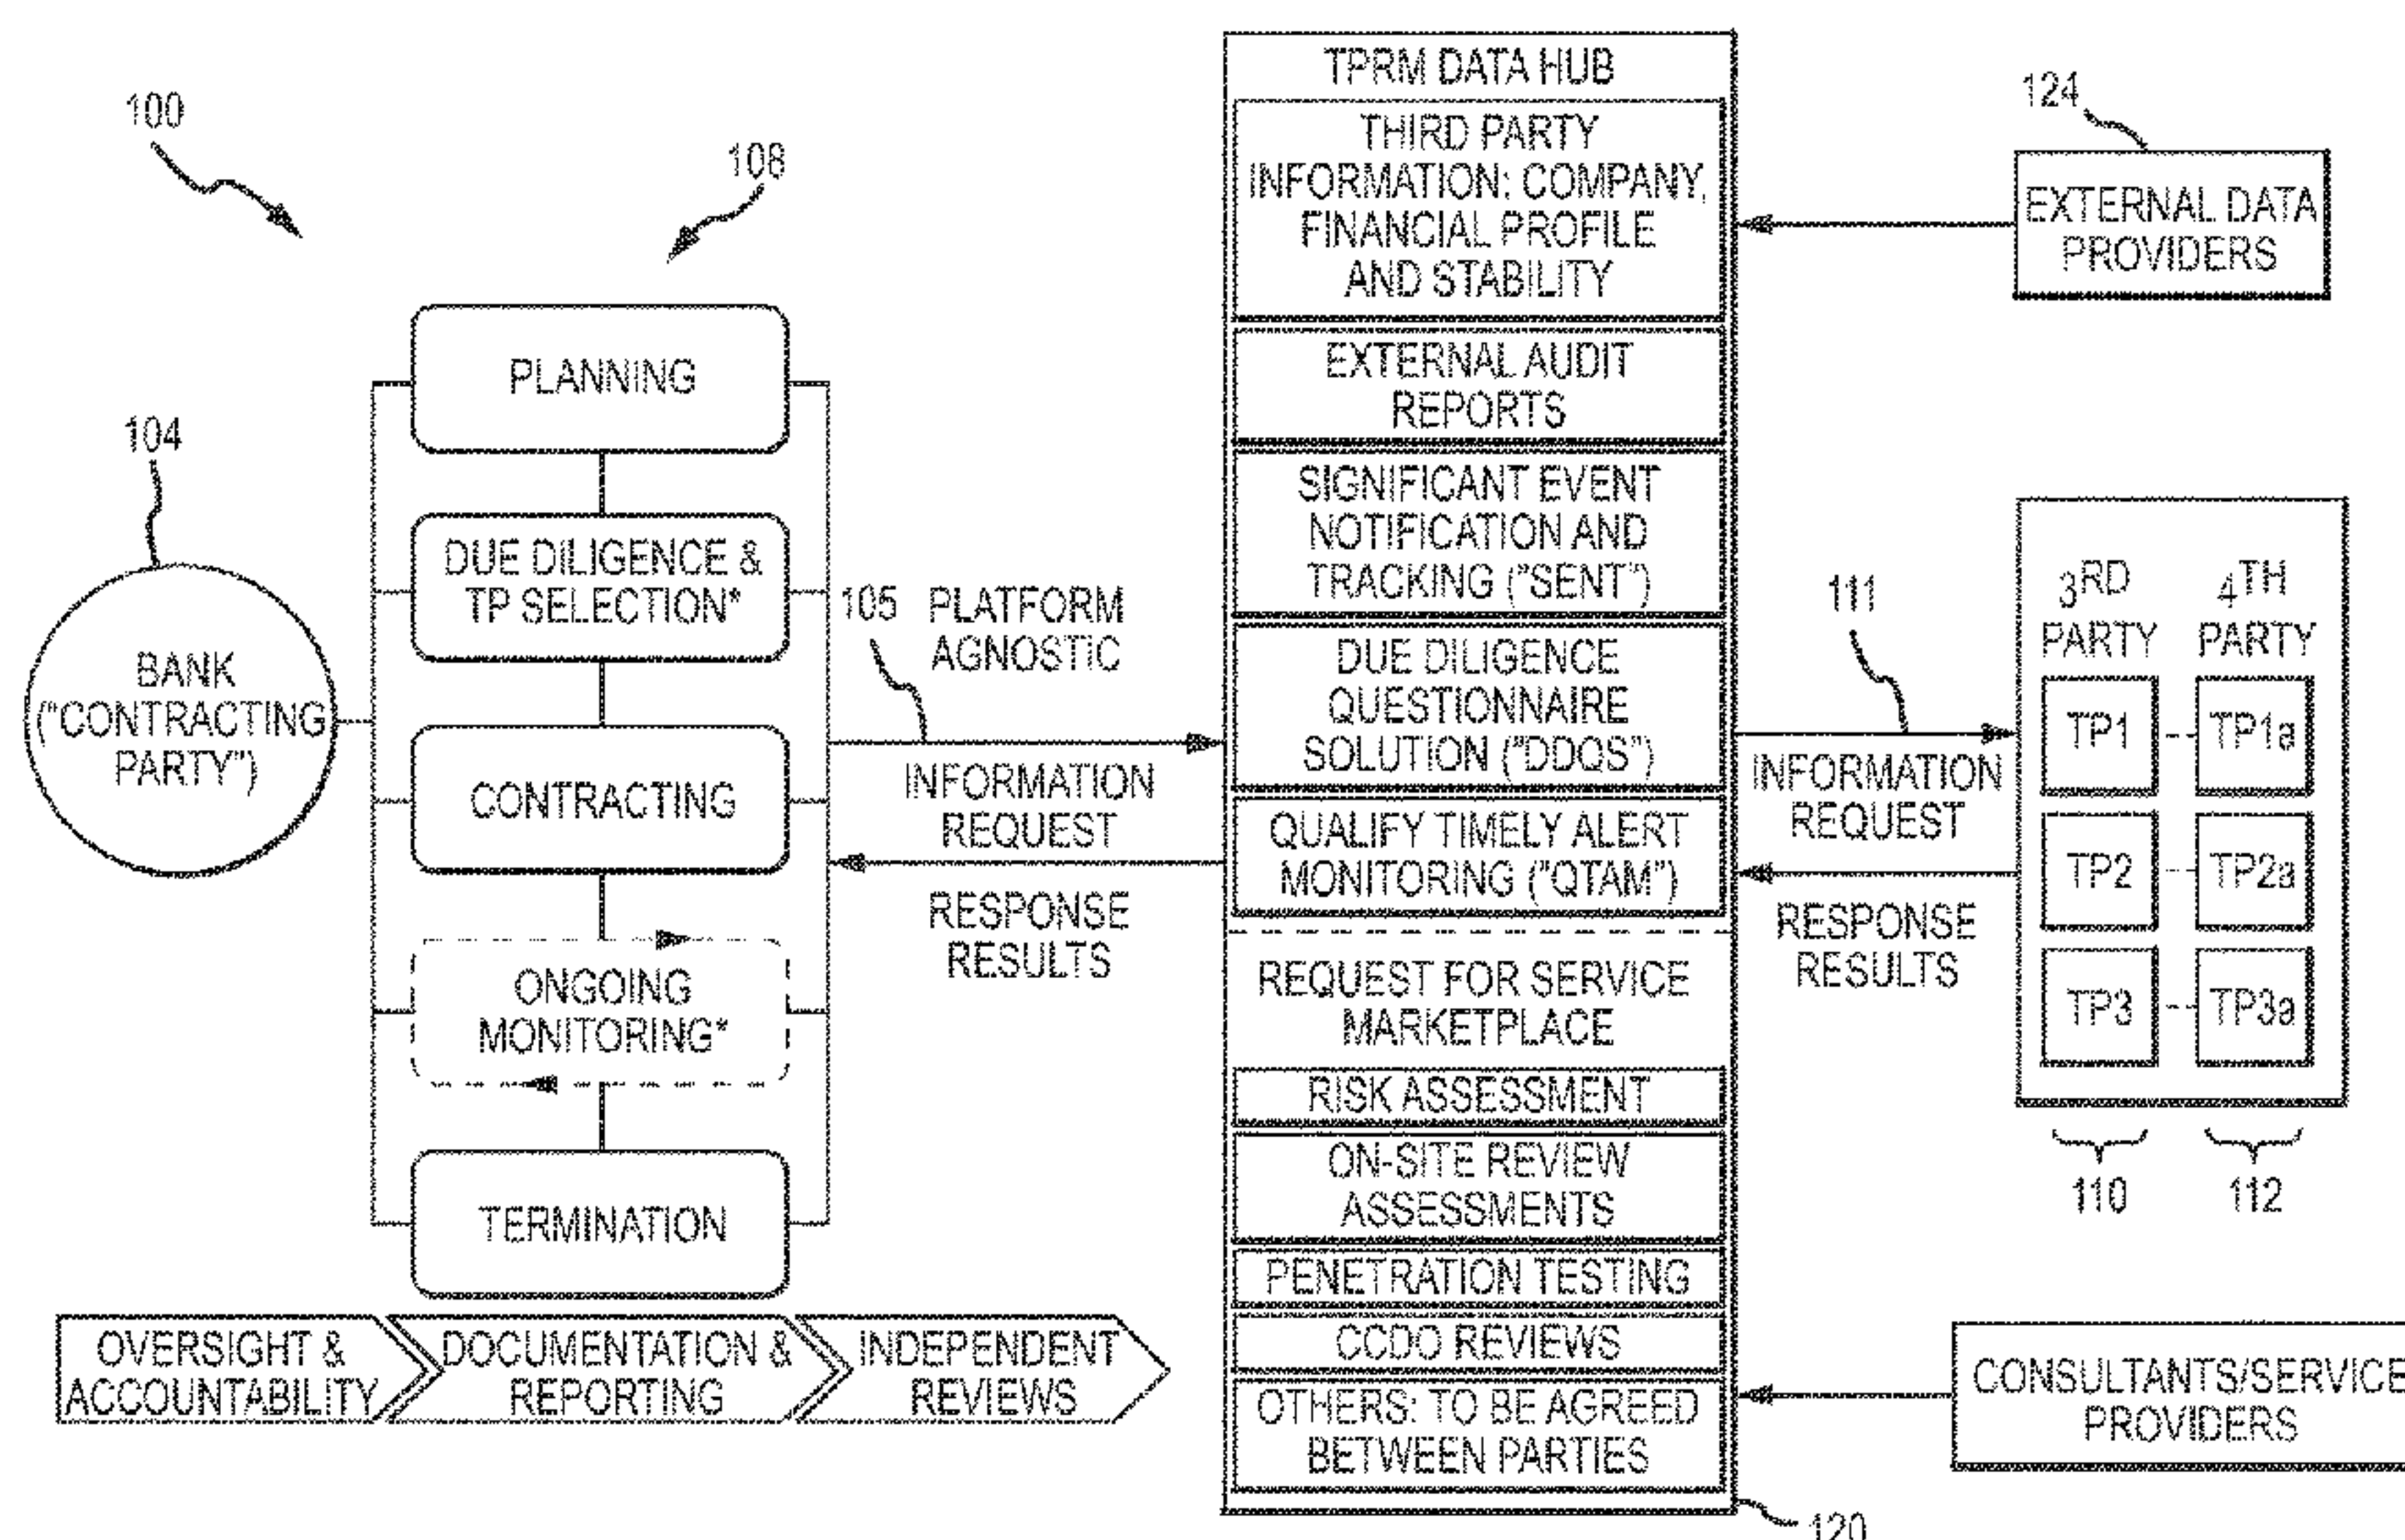 100
108
104
BANK
("CONTRACTING
PARTY")
PLANNING
DUE DILIGENCE &
TP SELECTION*
CONTRACTING
ONGOING
MONITORING*
TERMINATION
OVERSIGHT &
ACCOUNTABILITY
DOCUMENTATION &
REPORTING
INDEPENDENT
REVIEWS
105
PLATFORM
AGNOSTIC
INFORMATION
REQUEST
RESPONSE
RESULTS
TPRM DATA HUB
THIRD PARTY
INFORMATION: COMPANY,
FINANCIAL PROFILE
AND STABILITY
EXTERNAL AUDIT
REPORTS
SIGNIFICANT EVENT
NOTIFICATION AND
TRACKING ("SENT")
DUE DILIGENCE
QUESTIONNAIRE
SOLUTION ("DDQS")
QUALIFY TIMELY ALERT
MONITORING ("QTAM")
REQUEST FOR SERVICE
MARKETPLACE
RISK ASSESSMENT
ON-SITE REVIEW
ASSESSMENTS
PENETRATION TESTING
CCDO REVIEWS
OTHERS: TO BE AGREED
BETWEEN PARTIES
120
124
EXTERNAL DATA
PROVIDERS
111
INFORMATION
REQUEST
RESPONSE
RESULTS
3RD
PARTY
4TH
PARTY
TP1
TP1a
TP2
TP2a
TP3
TP3a
110
112
CONSULTANTS/SERVICE
PROVIDERS